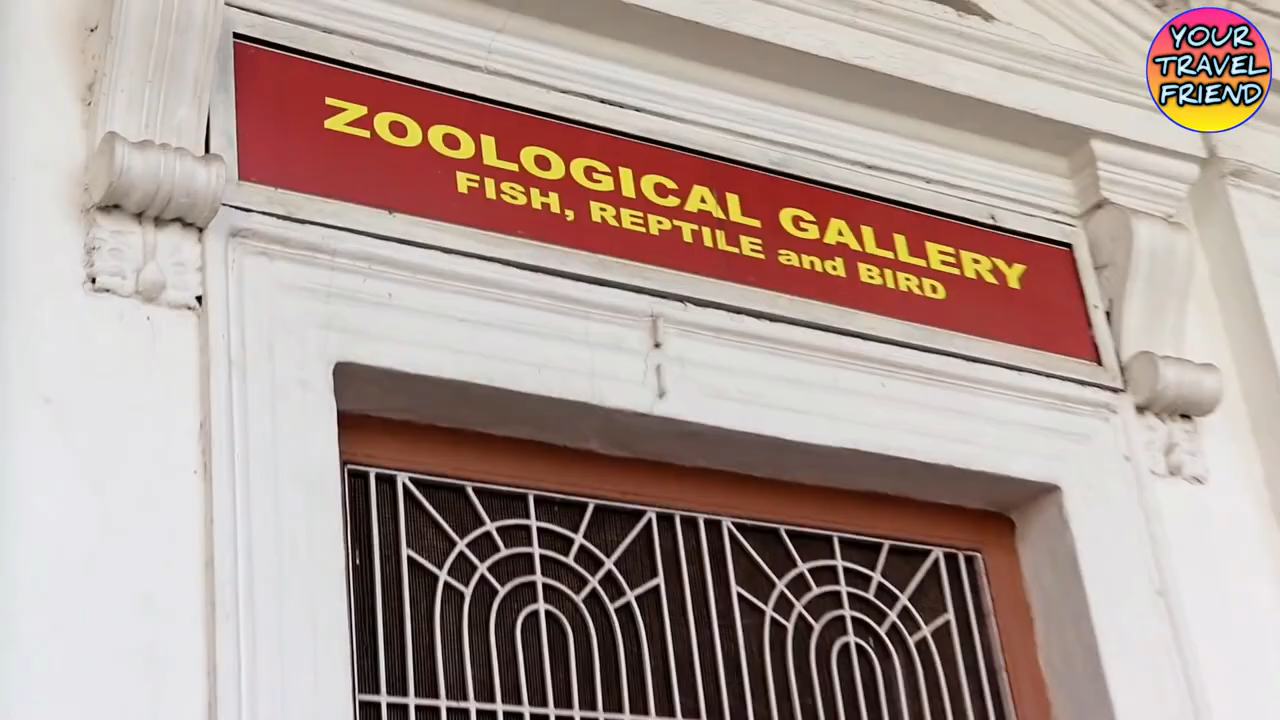 YOUR
TRAVEL
FRIEND
ZOOLOGICAL GALLERY
FISH, REPTILE and BIRD